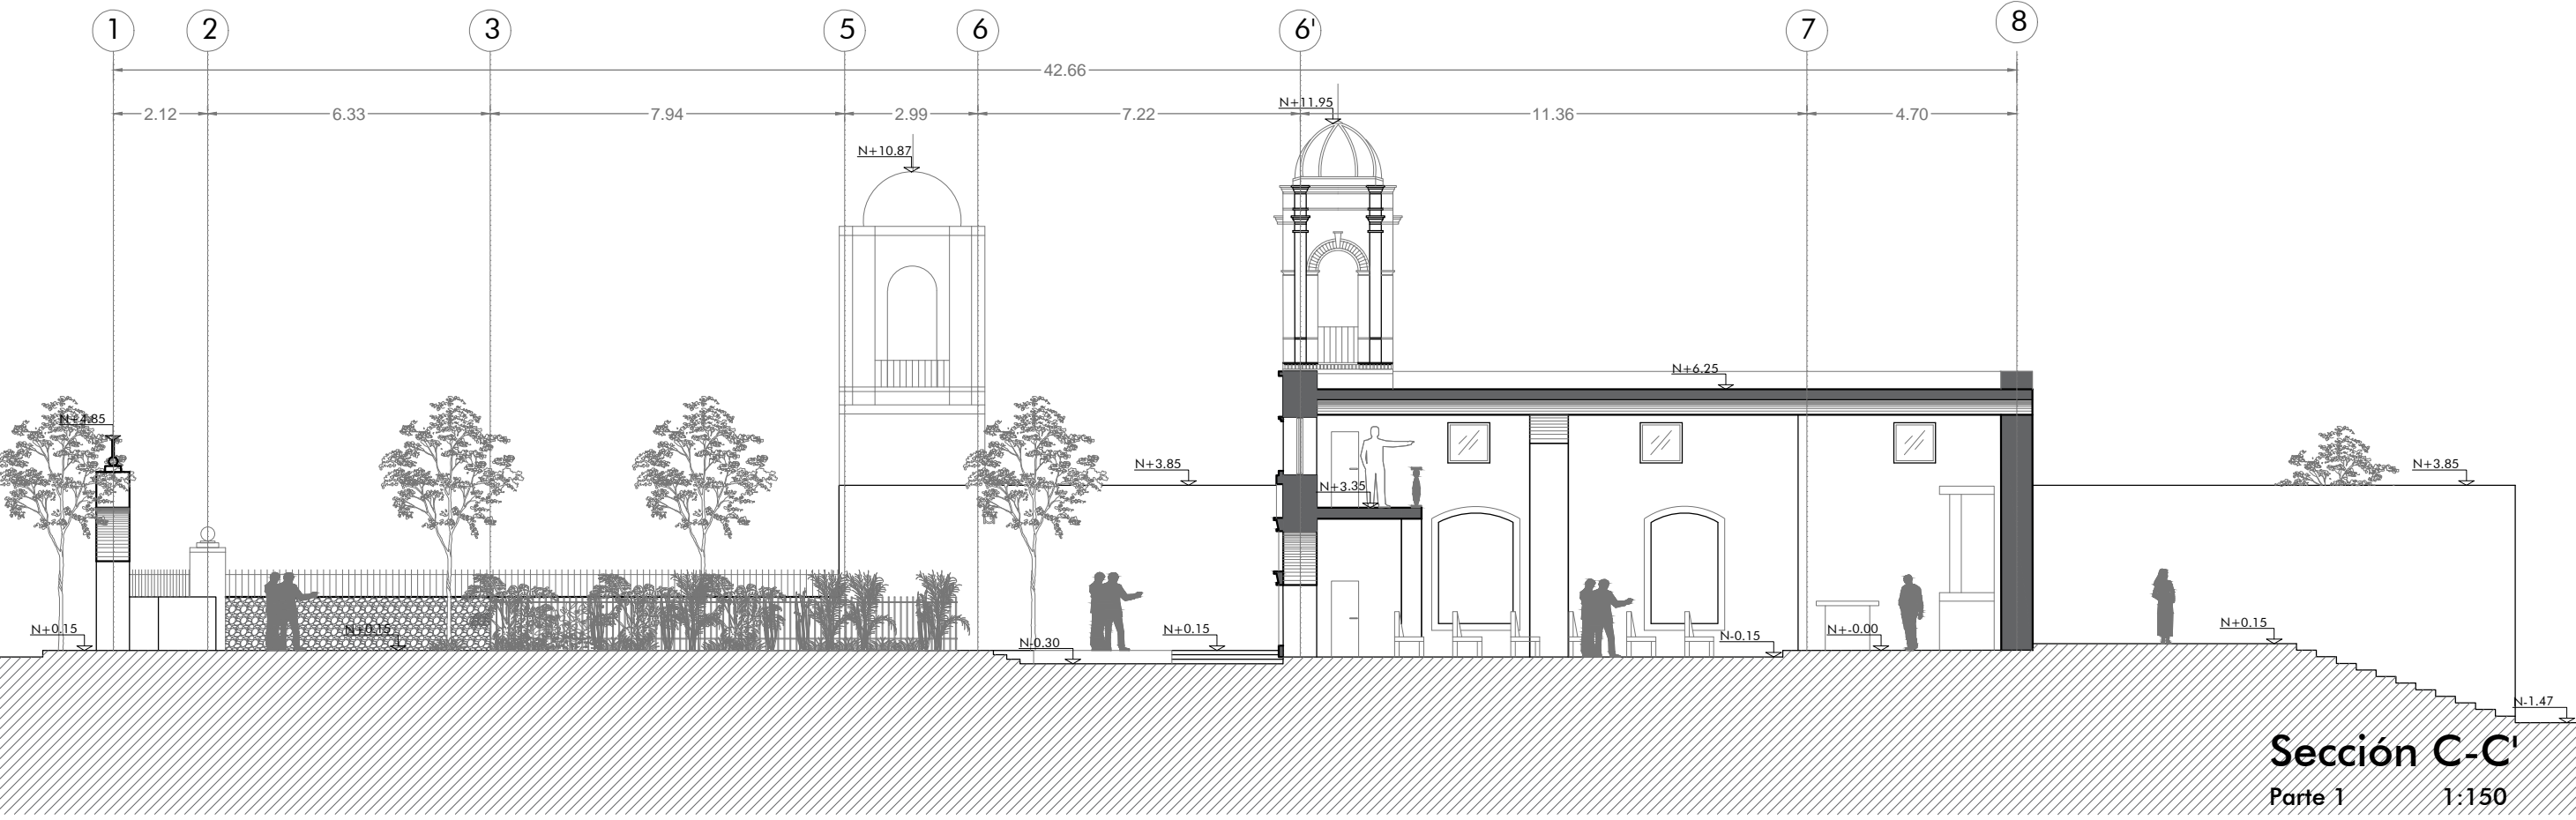 1 2 3 5 6 6' 7 8
42.66
2.12 6.33 7.94 2.99 7.22 11.36 4.70
N+11.95
N+10.87
N+6.25
N+4.85
N+3.85 N+3.85
N+3.35
N+0.15 N+0.15 N-0.30 N+0.15 N-0.15 N+-0.00 N+0.15
N-1.47
Sección C-C'
Parte 1 1:150